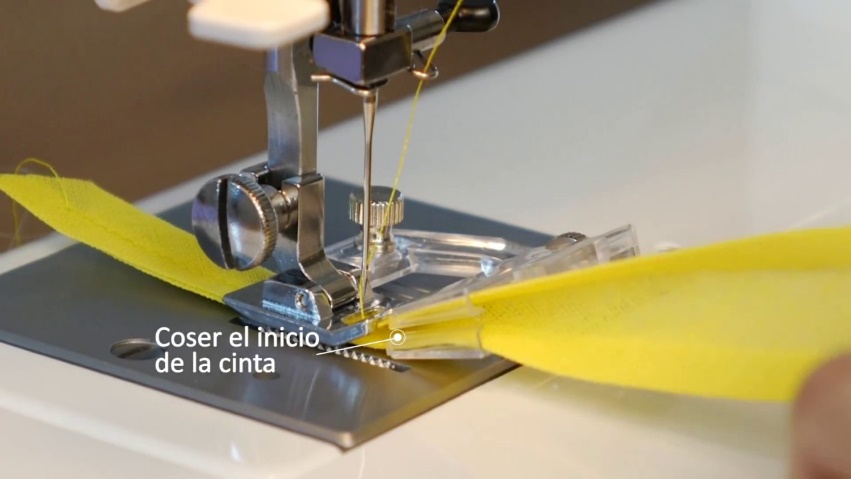 Coser el inicio
de la cinta